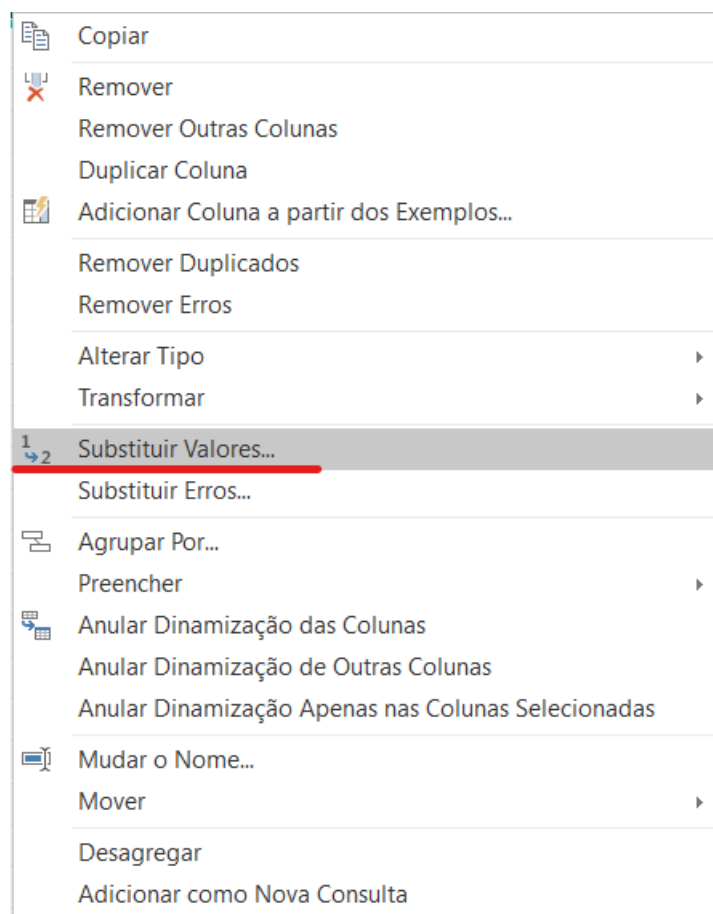 Copiar
Remover
Remover Outras Colunas
Duplicar Coluna
Adicionar Coluna a partir dos Exemplos...
Remover Duplicados
Remover Erros
Alterar Tipo
Transformar
1
2 Substituir Valores...
Substituir Erros...
Agrupar Por...
Preencher
Anular Dinamização das Colunas
Anular Dinamização de Outras Colunas
Anular Dinamização Apenas nas Colunas Selecionadas
Mudar o Nome...
Mover
Desagregar
Adicionar como Nova Consulta